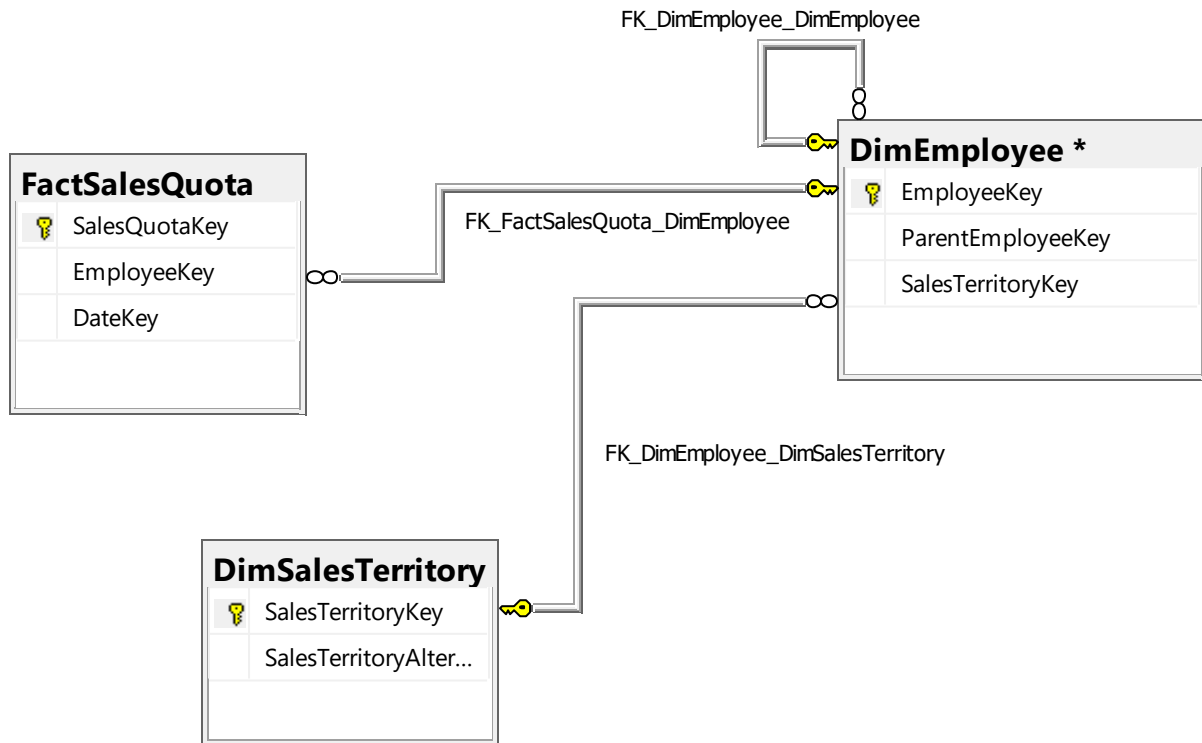 FK_DimEmployee_DimEmployee
DimEmployee *
EmployeeKey
ParentEmployeeKey
SalesTerritoryKey
FactSalesQuota
SalesQuotaKey
EmployeeKey
DateKey
FK_FactSalesQuota_DimEmployee
FK_DimEmployee_DimSalesTerritory
DimSalesTerritory
SalesTerritoryKey
SalesTerritoryAlter...